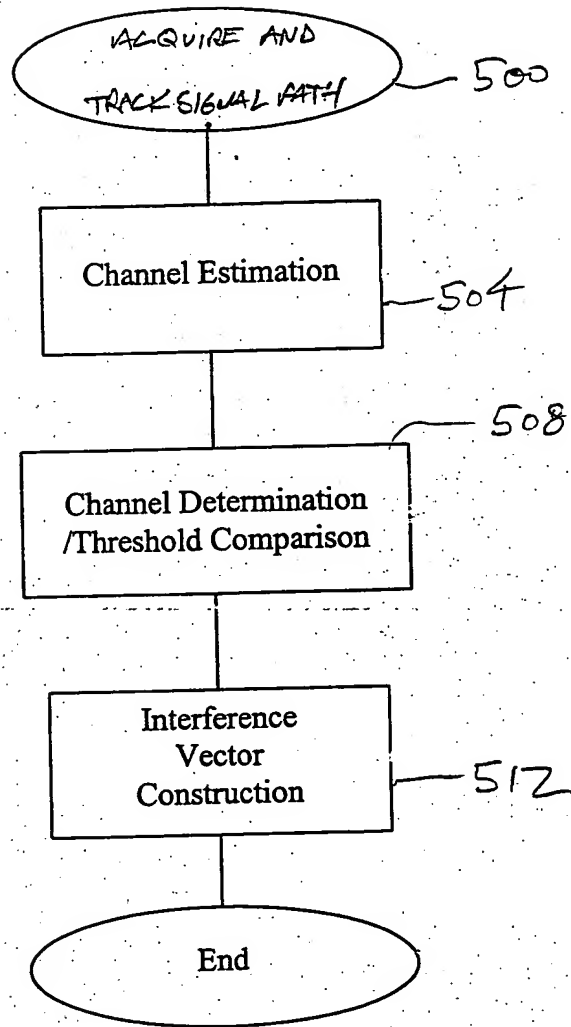 ACQUIRE AND
TRACK SIGNAL PATH
500
Channel Estimation
504
508
Channel Determination
/Threshold Comparison
Interference
Vector
Construction
512
End